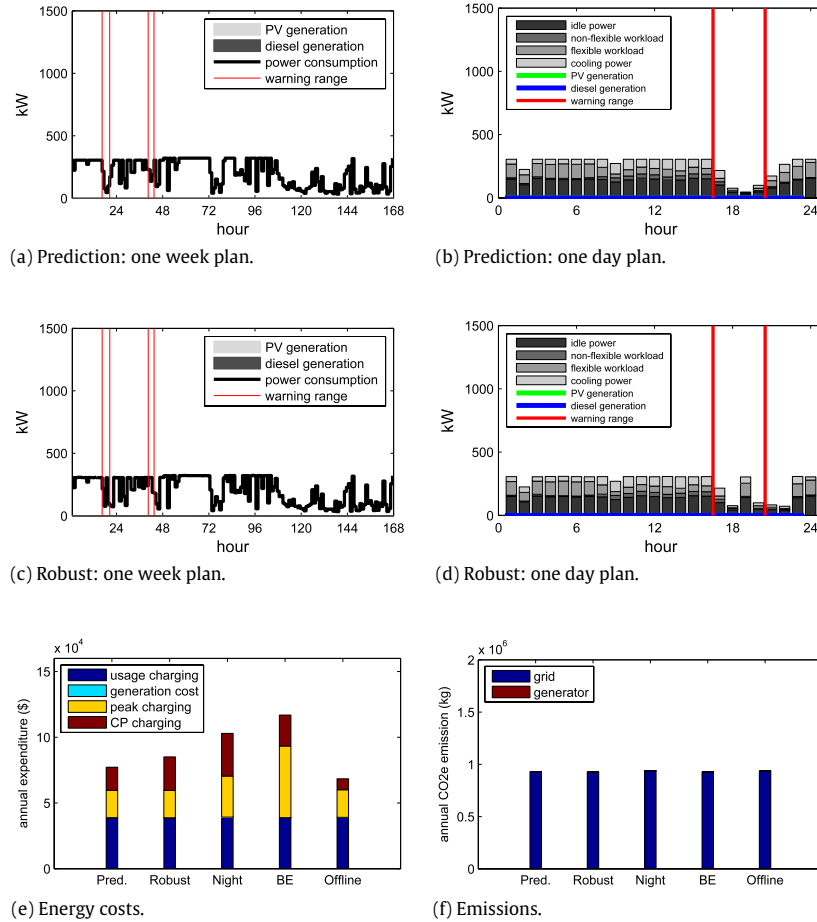 1500
1000
500
0
kW
PV generation
diesel generation
power consumption
warning range
24 48 72 96 120 144 168
hour
(a) Prediction: one week plan.
1500
1000
500
0
kW
idle power
non-flexible workload
flexible workload
cooling power
PV generation
diesel generation
warning range
0 6 12 18 24
hour
(b) Prediction: one day plan.
1500
1000
500
0
kW
PV generation
diesel generation
power consumption
warning range
24 48 72 96 120 144 168
hour
(c) Robust: one week plan.
1500
1000
500
0
kW
idle power
non-flexible workload
flexible workload
cooling power
PV generation
diesel generation
warning range
0 6 12 18 24
hour
(d) Robust: one day plan.
x 10^4
15
10
5
0
annual expenditure ($)
usage charging
generation cost
peak charging
CP charging
Pred. Robust Night BE Offline
(e) Energy costs.
x 10^6
2
1.5
1
0.5
0
annual CO2e emission (kg)
grid
generator
Pred. Robust Night BE Offline
(f) Emissions.